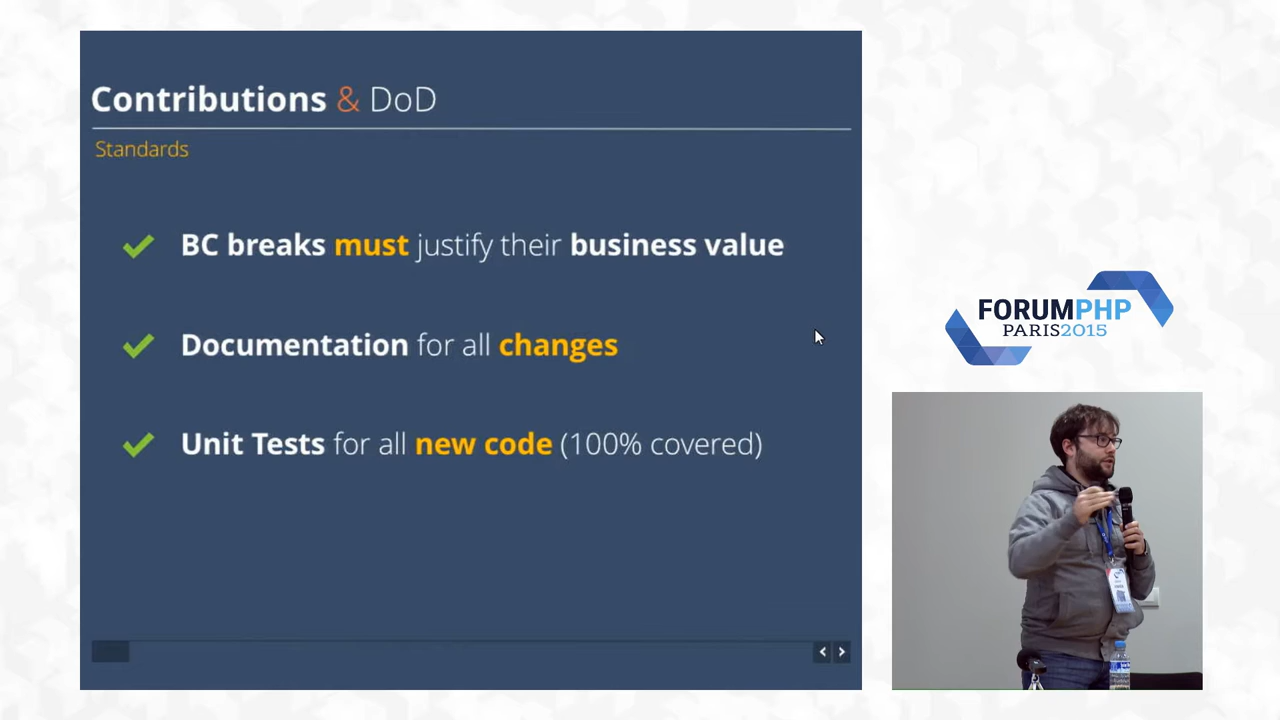 Contributions & DoD
Standards
BC breaks must justify their business value
Documentation for all changes
Unit Tests for all new code (100% covered)
FORUMPHP
PARIS2015